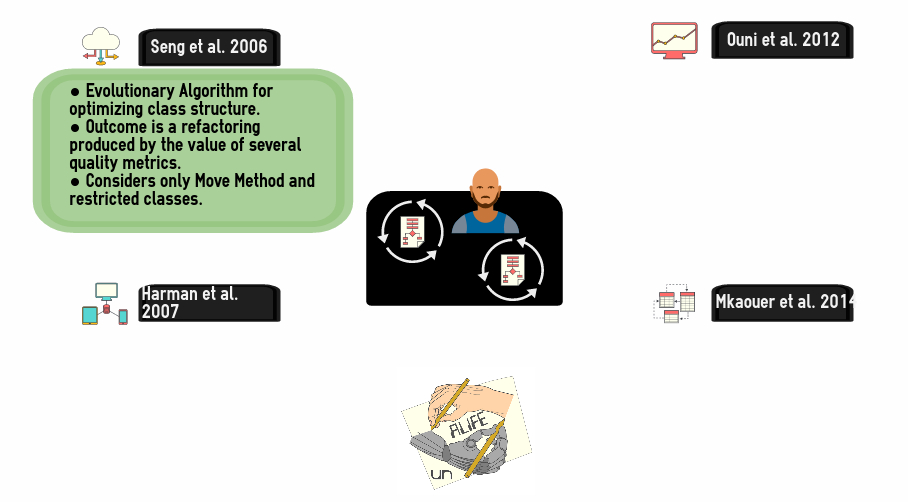 Seng et al. 2006
Ouni et al. 2012
● Evolutionary Algorithm for
optimizing class structure.
● Outcome is a refactoring
produced by the value of several
quality metrics.
● Considers only Move Method and
restricted classes.
Harman et al.
2007
Mkaouer et al. 2014
ALIFE
un